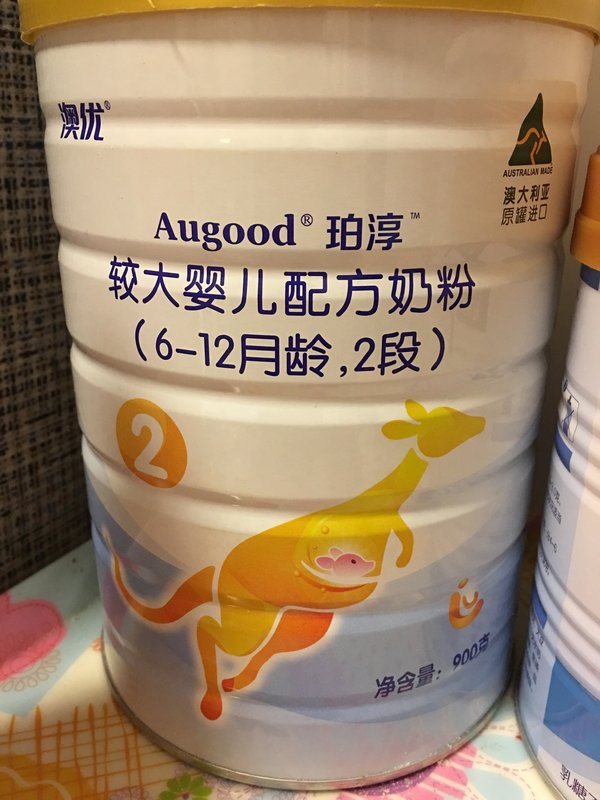 澳优®
AUSTRALIAN MADE
澳大利亚
原罐进口
Augood® 珀淳™
较大婴儿配方奶粉
(6-12月龄,2段)
2
净含量: 900克
乳糖